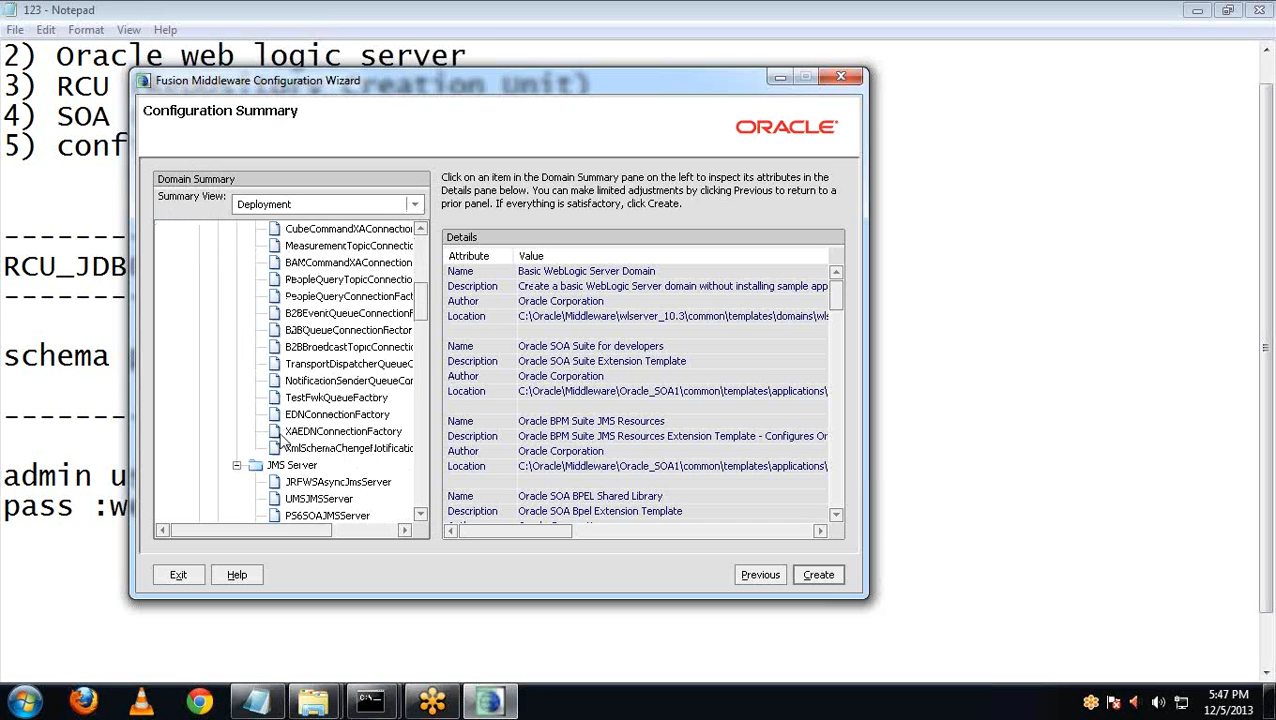 123 - Notepad
File Edit Format View Help
2) Oracle web logic server
3) RCU (Repository Creation Unit)
4) SOA
5) conf
RCU_JDB
schema
admin u
pass :w
Fusion Middleware Configuration Wizard
Configuration Summary
ORACLE
Domain Summary
Summary View: Deployment
CubeCommandXAConnection
MeasurementTopicConnectio
BAMCommandXAConnection
PeopleQueryTopicConnection
PeopleQueryConnectionFact
B2BEventQueueConnectionF
B2BQueueConnectionFactor
B2BBroadcastTopicConnectio
TransportDispatcherQueueC
NotificationSenderQueueCor
TestFwkQueueFactory
EDNConnectionFactory
XAEDNConnectionFactory
XmlSchemaChangeNotificatio
JMS Server
JRFWSAsyncJmsServer
UMSJMSServer
PS6SOAJMSServer
Click on an item in the Domain Summary pane on the left to inspect its attributes in the
Details pane below. You can make limited adjustments by clicking Previous to return to a
prior panel. If everything is satisfactory, click Create.
Details
Attribute Value
Name Basic WebLogic Server Domain
Description Create a basic WebLogic Server domain without installing sample app
Author Oracle Corporation
Location C:\Oracle\Middleware\wlserver_10.3\common\templates\domains\wls
Name Oracle SOA Suite for developers
Description Oracle SOA Suite Extension Template
Author Oracle Corporation
Location C:\Oracle\Middleware\Oracle_SOA1\common\templates\applications\
Name Oracle BPM Suite JMS Resources
Description Oracle BPM Suite JMS Resources Extension Template - Configures Or
Author Oracle Corporation
Location C:\Oracle\Middleware\Oracle_SOA1\common\templates\applications\
Name Oracle SOA BPEL Shared Library
Description Oracle SOA Bpel Extension Template
Exit Help Previous Create
5:47 PM
12/5/2013